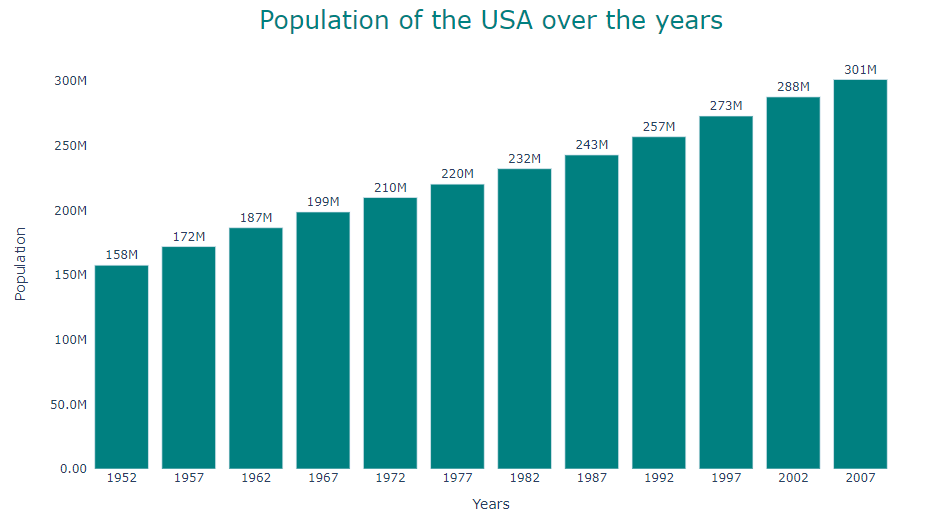 Population of the USA over the years
Population
300M
250M
200M
150M
100M
50.0M
0.00
158M
172M
187M
199M
210M
220M
232M
243M
257M
273M
288M
301M
1952 1957 1962 1967 1972 1977 1982 1987 1992 1997 2002 2007
Years